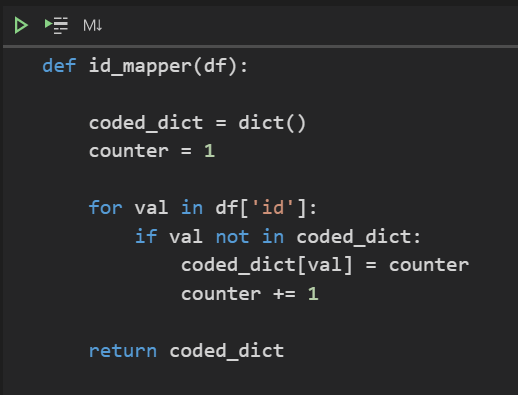 M↓
def id_mapper(df):
    coded_dict = dict()
    counter = 1
    for val in df['id']:
        if val not in coded_dict:
            coded_dict[val] = counter
            counter += 1
    return coded_dict